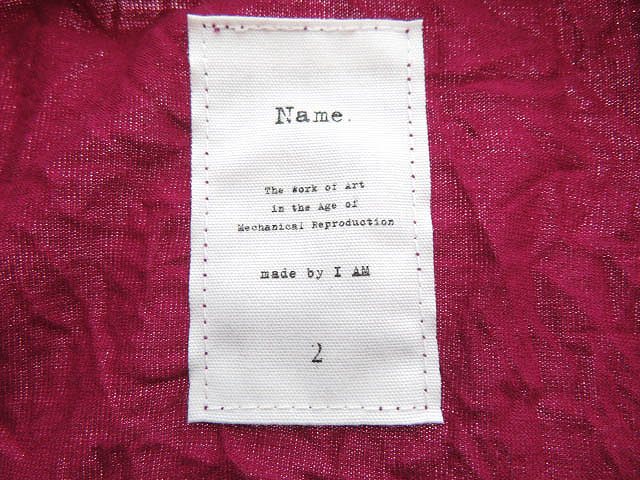 Name.
The Work of Art
in the Age of
Mechanical Reproduction
made by I AM
2